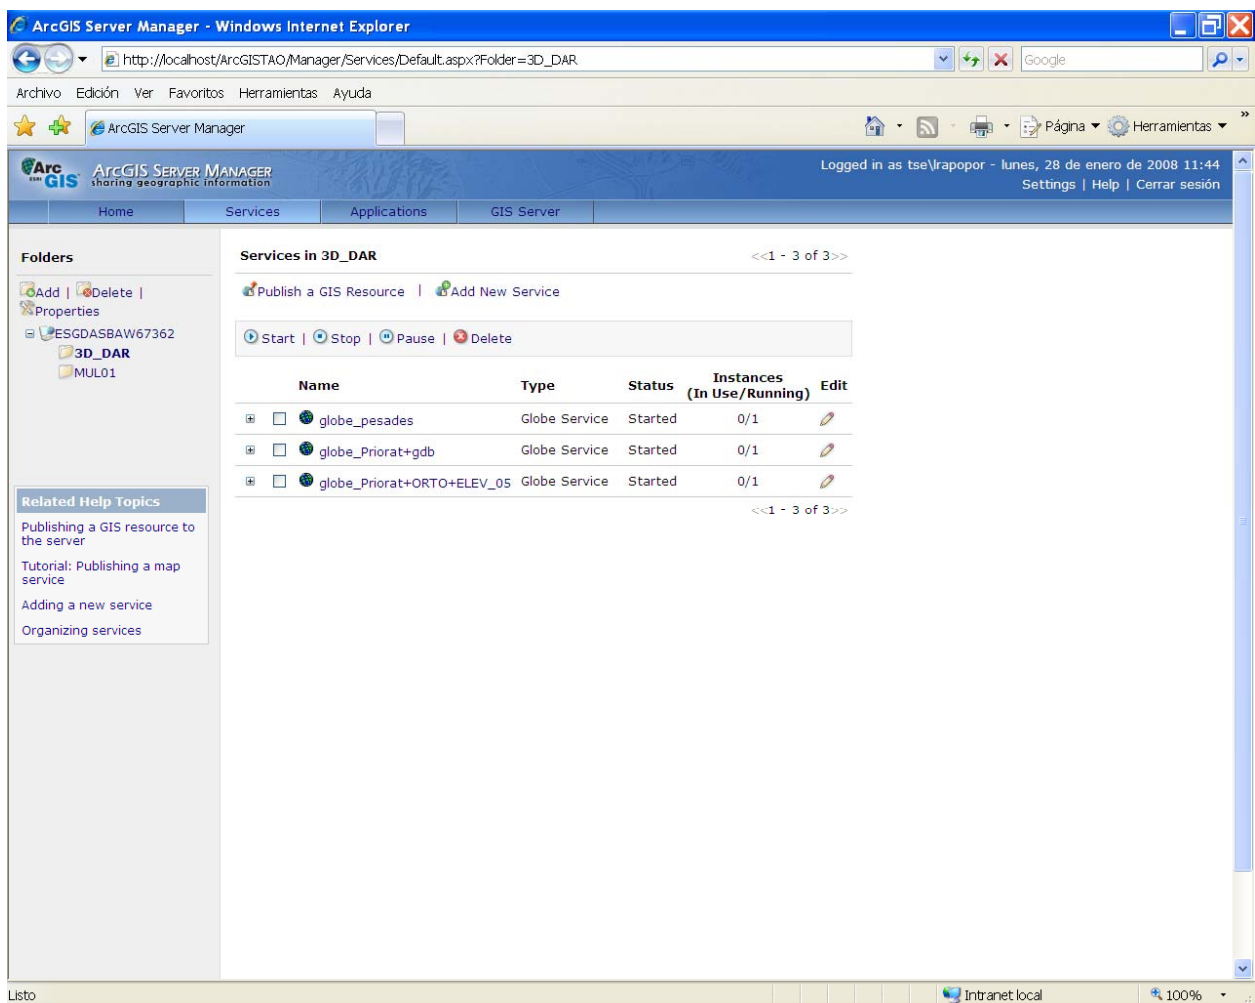 ArcGIS Server Manager - Windows Internet Explorer
http://localhost/ArcGISTAO/Manager/Services/Default.aspx?Folder=3D_DAR
Google
Archivo Edición Ver Favoritos Herramientas Ayuda
ArcGIS Server Manager
Página Herramientas
Arc GIS ESRI
ARCGIS SERVER MANAGER
sharing geographic information
Logged in as tse\lrapopor - lunes, 28 de enero de 2008 11:44
Settings | Help | Cerrar sesión
Home Services Applications GIS Server
Folders
Add | Delete |
Properties
ESGDASBAW67362
3D_DAR
MUL01
Related Help Topics
Publishing a GIS resource to
the server
Tutorial: Publishing a map
service
Adding a new service
Organizing services
Services in 3D_DAR
<<1 - 3 of 3>>
Publish a GIS Resource | Add New Service
Start | Stop | Pause | Delete
Name Type Status Instances (In Use/Running) Edit
globe_pesades Globe Service Started 0/1
globe_Priorat+gdb Globe Service Started 0/1
globe_Priorat+ORTO+ELEV_05 Globe Service Started 0/1
<<1 - 3 of 3>>
Listo
Intranet local
100%